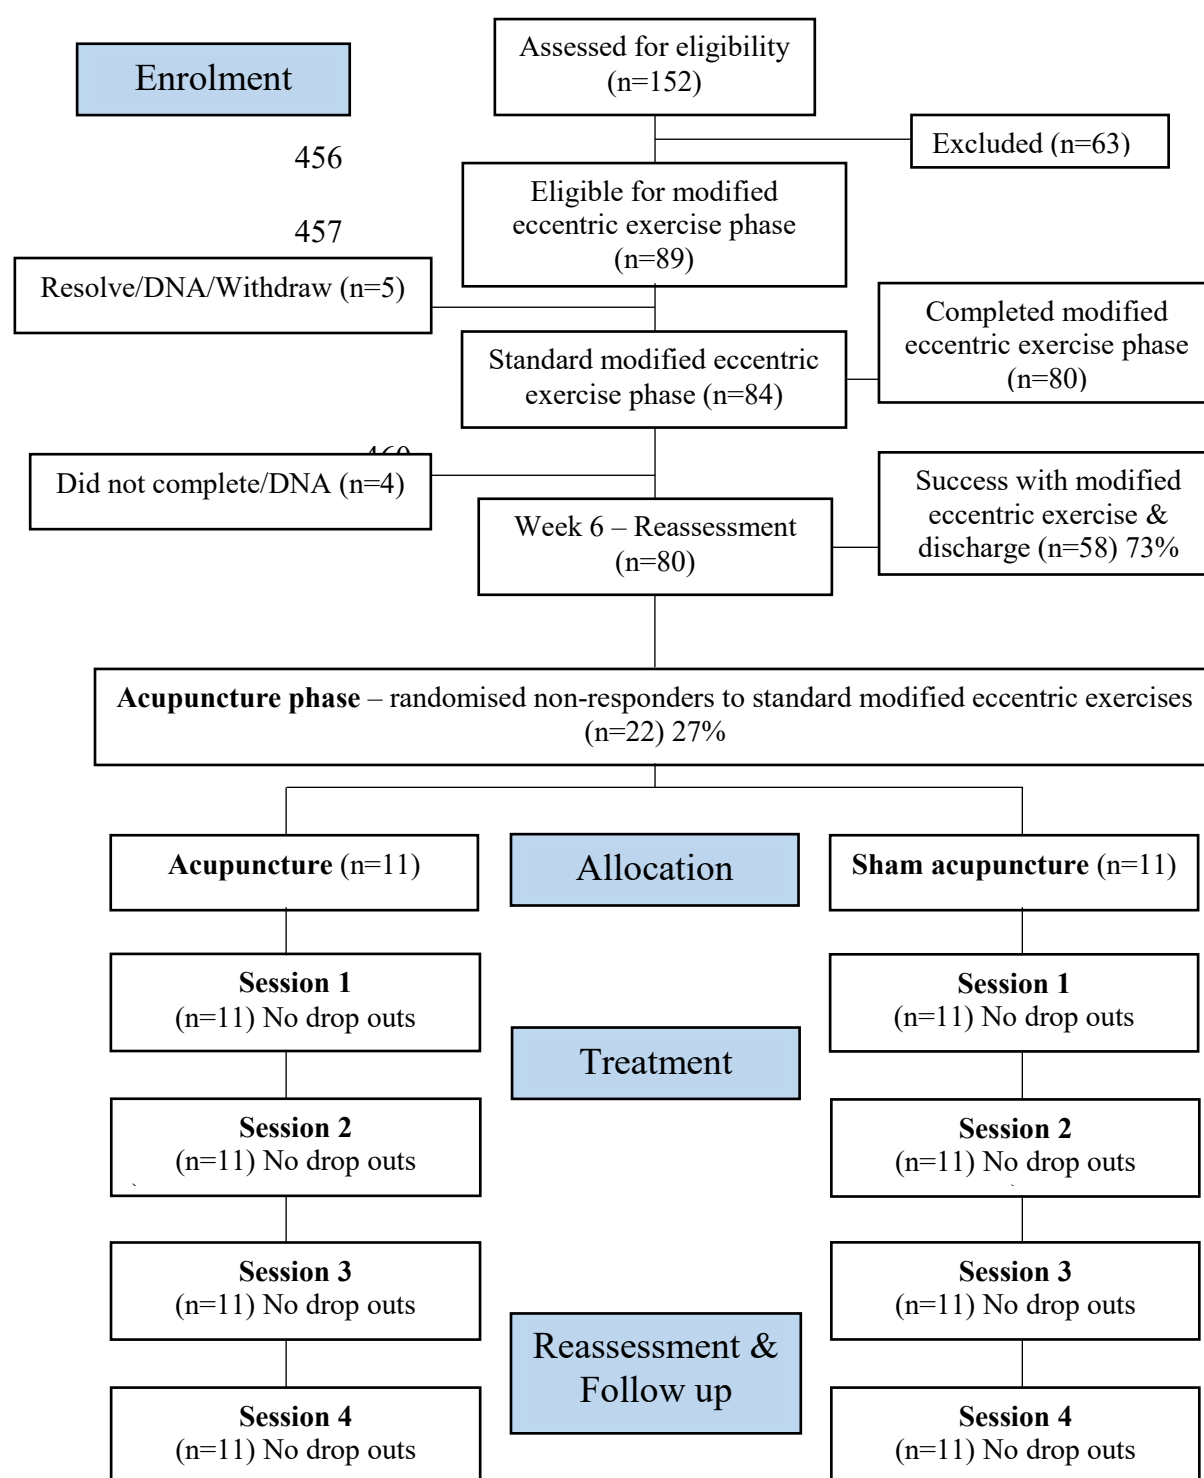 Enrolment
Assessed for eligibility
(n=152)
Excluded (n=63)
456
Eligible for modified
eccentric exercise phase
(n=89)
457
Resolve/DNA/Withdraw (n=5)
Completed modified
eccentric exercise phase
(n=80)
Standard modified eccentric
exercise phase (n=84)
Did not complete/DNA (n=4)
Success with modified
eccentric exercise &
discharge (n=58) 73%
Week 6 – Reassessment
(n=80)
Acupuncture phase – randomised non-responders to standard modified eccentric exercises
(n=22) 27%
Acupuncture (n=11)
Allocation
Sham acupuncture (n=11)
Session 1
(n=11) No drop outs
Session 1
(n=11) No drop outs
Treatment
Session 2
(n=11) No drop outs
Session 2
(n=11) No drop outs
Session 3
(n=11) No drop outs
Session 3
(n=11) No drop outs
Reassessment &
Follow up
Session 4
(n=11) No drop outs
Session 4
(n=11) No drop outs